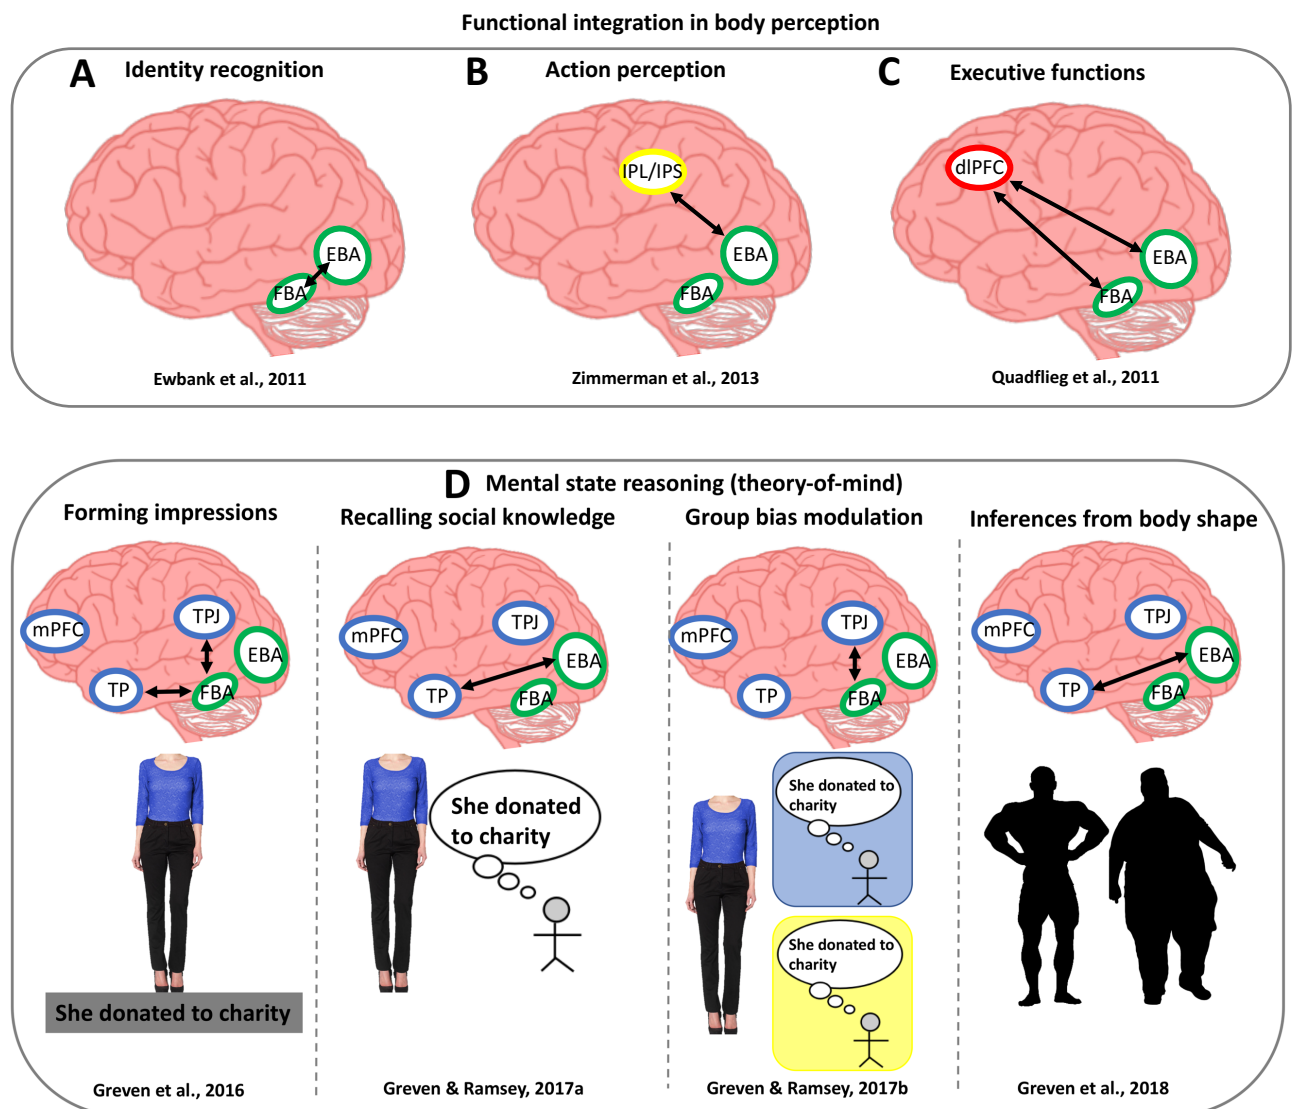 Functional integration in body perception
A Identity recognition
IPL/IPS
EBA
FBA
Ewbank et al., 2011
B Action perception
EBA
FBA
Zimmerman et al., 2013
C Executive functions
dlPFC
EBA
FBA
Quadflieg et al., 2011
D Mental state reasoning (theory-of-mind)
Forming impressions
mPFC
TPJ
EBA
TP
FBA
She donated to charity
Greven et al., 2016
Recalling social knowledge
mPFC
TPJ
EBA
TP
FBA
She donated
to charity
Greven & Ramsey, 2017a
Group bias modulation
mPFC
TPJ
EBA
TP
FBA
She donated to
charity
She donated to
charity
Greven & Ramsey, 2017b
Inferences from body shape
mPFC
TPJ
EBA
TP
FBA
Greven et al., 2018